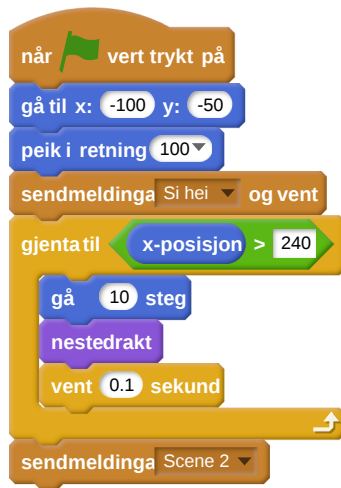 når vert trykt på
gå til x: -100 y: -50
peik i retning 100
sendmeldinga Si hei og vent
gjenta til x-posisjon > 240
gå 10 steg
nestedrakt
vent 0.1 sekund
sendmeldinga Scene 2